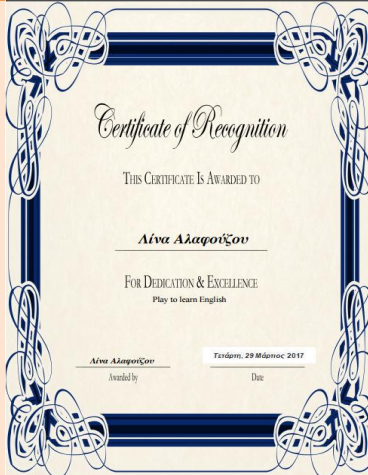 Certificate of Recognition
THIS CERTIFICATE IS AWARDED TO
Λίνα Αλαφούζου
FOR DEDICATION & EXCELLENCE
Play to learn English
Λίνα Αλαφούζου
Τετάρτη, 29 Μάρτιος 2017
Awarded by
Date